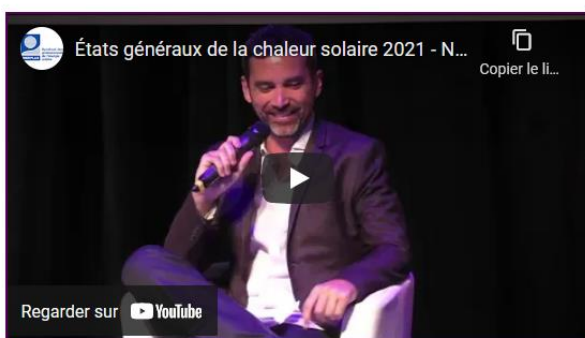 États généraux de la chaleur solaire 2021 - N...
Copier le li...
Regarder sur YouTube